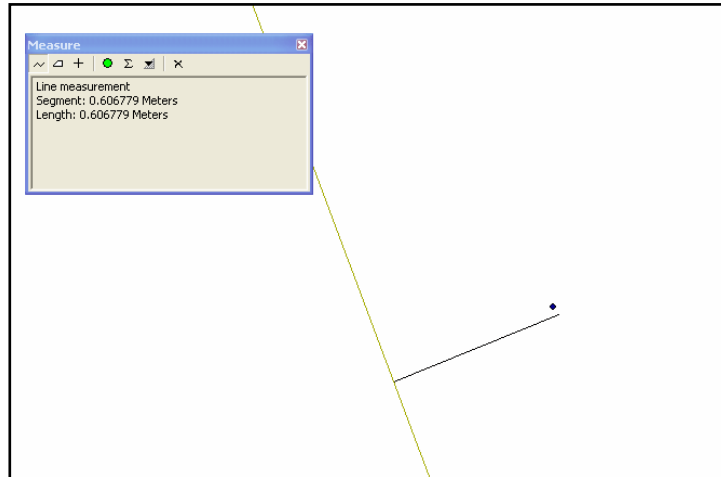 Measure
Σ
Line measurement
Segment: 0.606779 Meters
Length: 0.606779 Meters